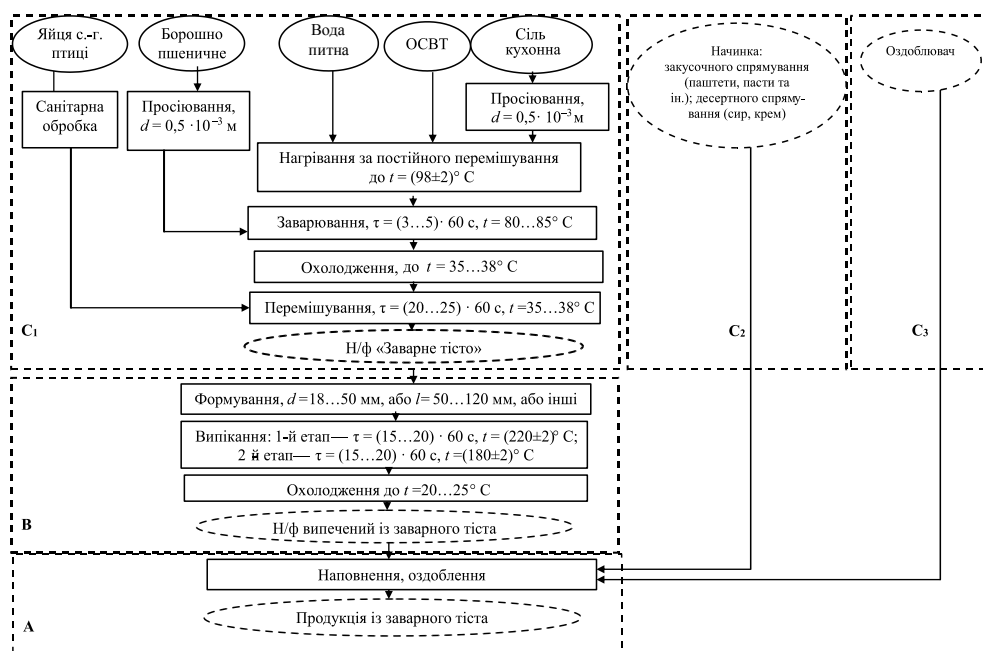 Яйця с.-г.
птиці
Борошно
пшеничне
Вода
питна
ОСВТ
Сіль
кухонна
Начинка:
закусочного спрямування
(паштети, пасти та
ін.); десертного спряму-
вання (сир, крем)
Оздоблювач
Санітарна
обробка
Просіювання,
d = 0,5 ·10⁻³ м
Просіювання,
d = 0,5· 10⁻³ м
Нагрівання за постійного перемішування
до t = (98±2)° С
Заварювання, τ = (3…5)· 60 с, t = 80…85° С
Охолодження, до t = 35…38° С
Перемішування, τ = (20…25) · 60 с, t =35…38° С
Н/ф «Заварне тісто»
С₁
С₂
С₃
Формування, d =18…50 мм, або l= 50…120 мм, або інші
Випікання: 1-й етап— τ = (15…20) · 60 с, t = (220±2)° С;
2 й етап— τ = (15…20) · 60 с, t =(180±2)° С
Охолодження до t =20…25° С
Н/ф випечений із заварного тіста
В
Наповнення, оздоблення
Продукція із заварного тіста
А